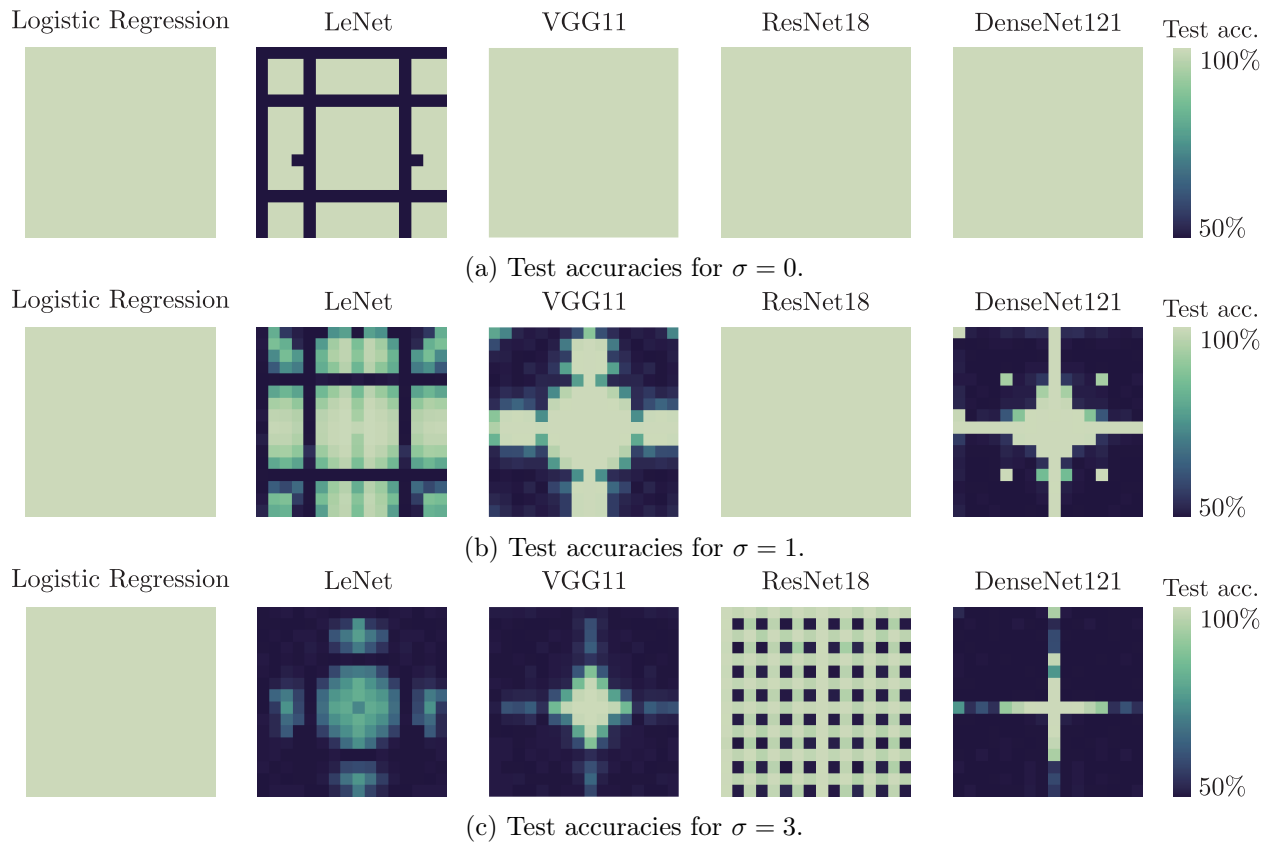 Logistic Regression LeNet VGG11 ResNet18 DenseNet121 Test acc.
100%
50%
(a) Test accuracies for σ = 0.
Logistic Regression LeNet VGG11 ResNet18 DenseNet121 Test acc.
100%
50%
(b) Test accuracies for σ = 1.
Logistic Regression LeNet VGG11 ResNet18 DenseNet121 Test acc.
100%
50%
(c) Test accuracies for σ = 3.